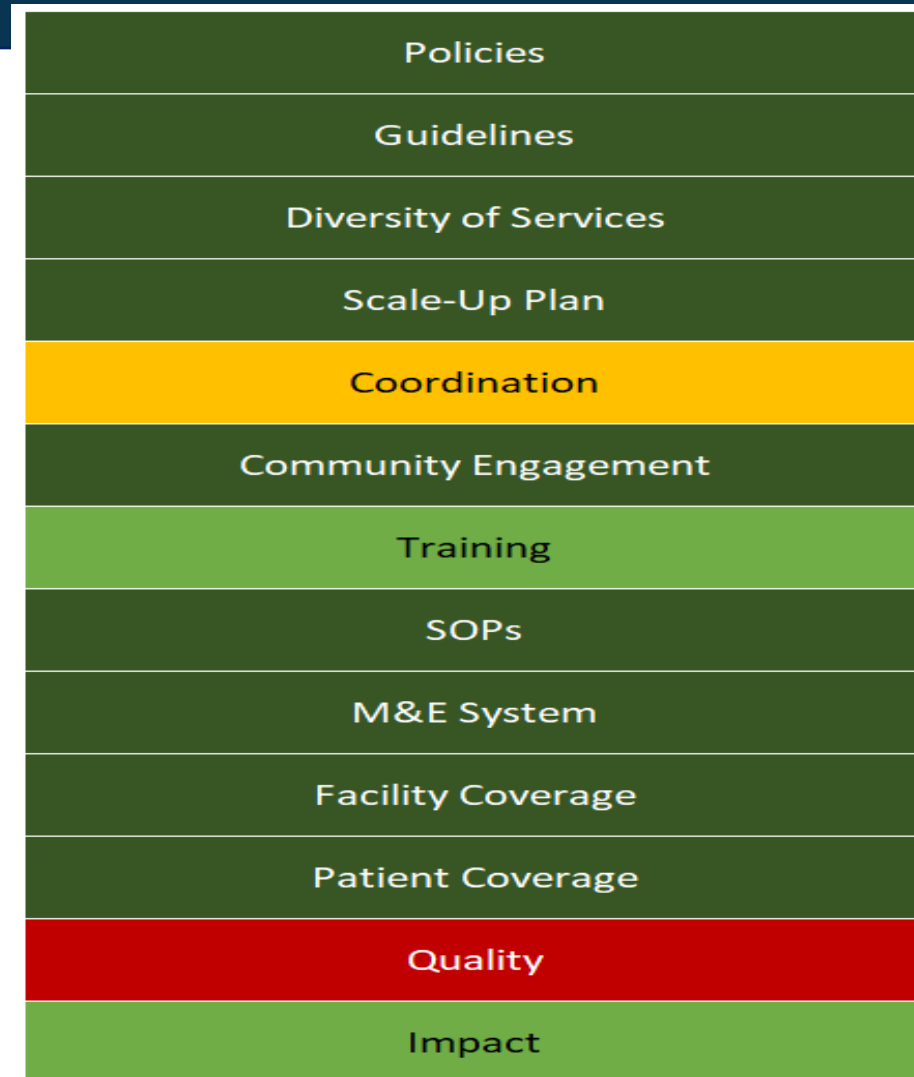 Policies
Guidelines
Diversity of Services
Scale-Up Plan
Coordination
Community Engagement
Training
SOPs
M&E System
Facility Coverage
Patient Coverage
Quality
Impact